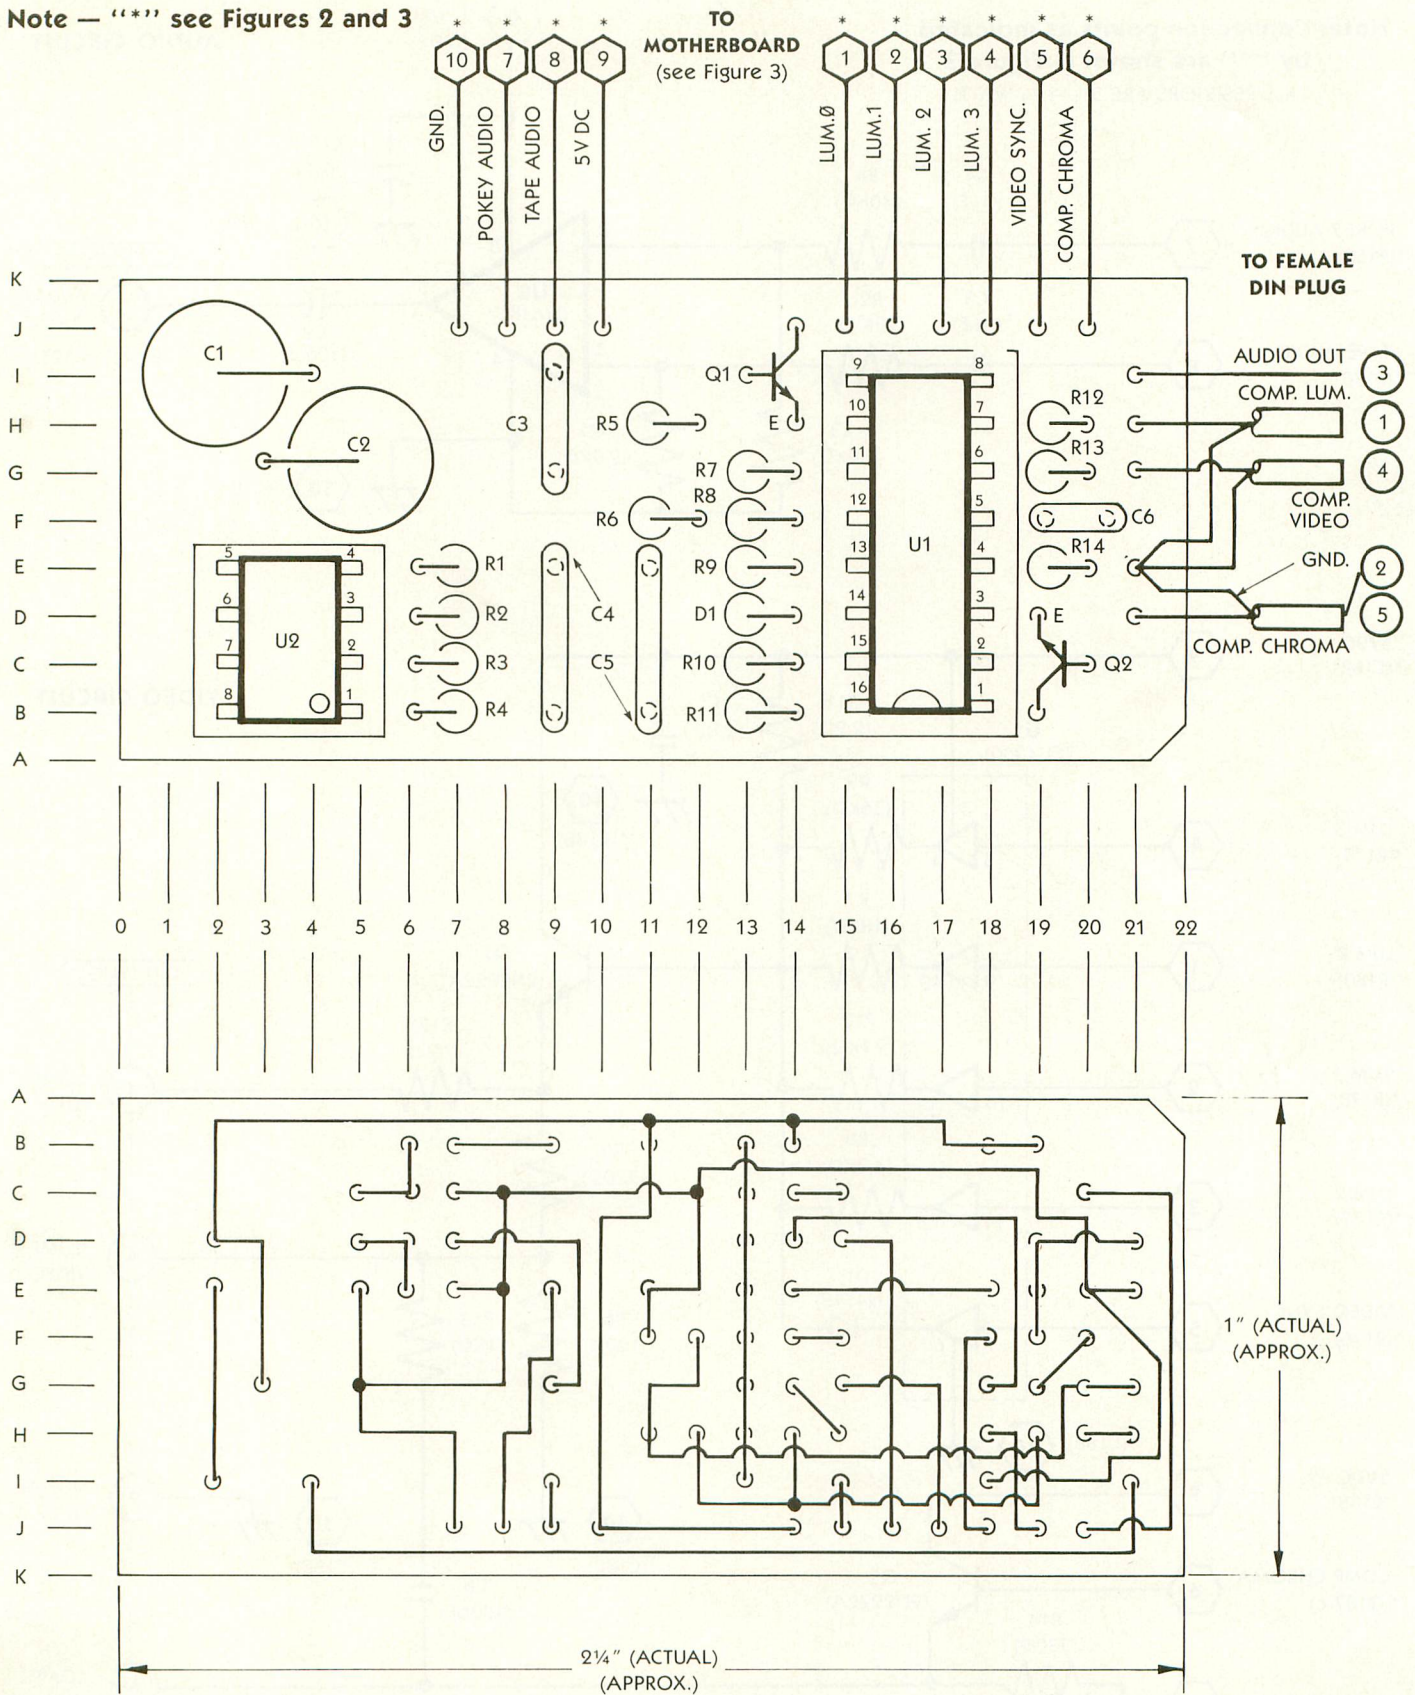 Note — "*" see Figures 2 and 3
* * * *
TO
MOTHERBOARD
(see Figure 3)
* * * * * *
10 7 8 9
1 2 3 4 5 6
GND.
POKEY AUDIO
TAPE AUDIO
5 V DC
LUM.Ø
LUM.1
LUM. 2
LUM. 3
VIDEO SYNC.
COMP. CHROMA
TO FEMALE
DIN PLUG
K
J
I
H
G
F
E
D
C
B
A
C1
C2
C3
R5
R6
Q1
E
R7
R8
R9
D1
R10
R11
C4
C5
R1
R2
R3
R4
U2
5 4
6 3
7 2
8 1
U1
9 8
10 7
11 6
12 5
13 4
14 3
15 2
16 1
R12
R13
C6
R14
E
Q2
AUDIO OUT 3
COMP. LUM. 1
4
COMP.
VIDEO
GND. 2
5
COMP. CHROMA
0 1 2 3 4 5 6 7 8 9 10 11 12 13 14 15 16 17 18 19 20 21 22
A
B
C
D
E
F
G
H
I
J
K
1" (ACTUAL)
(APPROX.)
2¼" (ACTUAL)
(APPROX.)